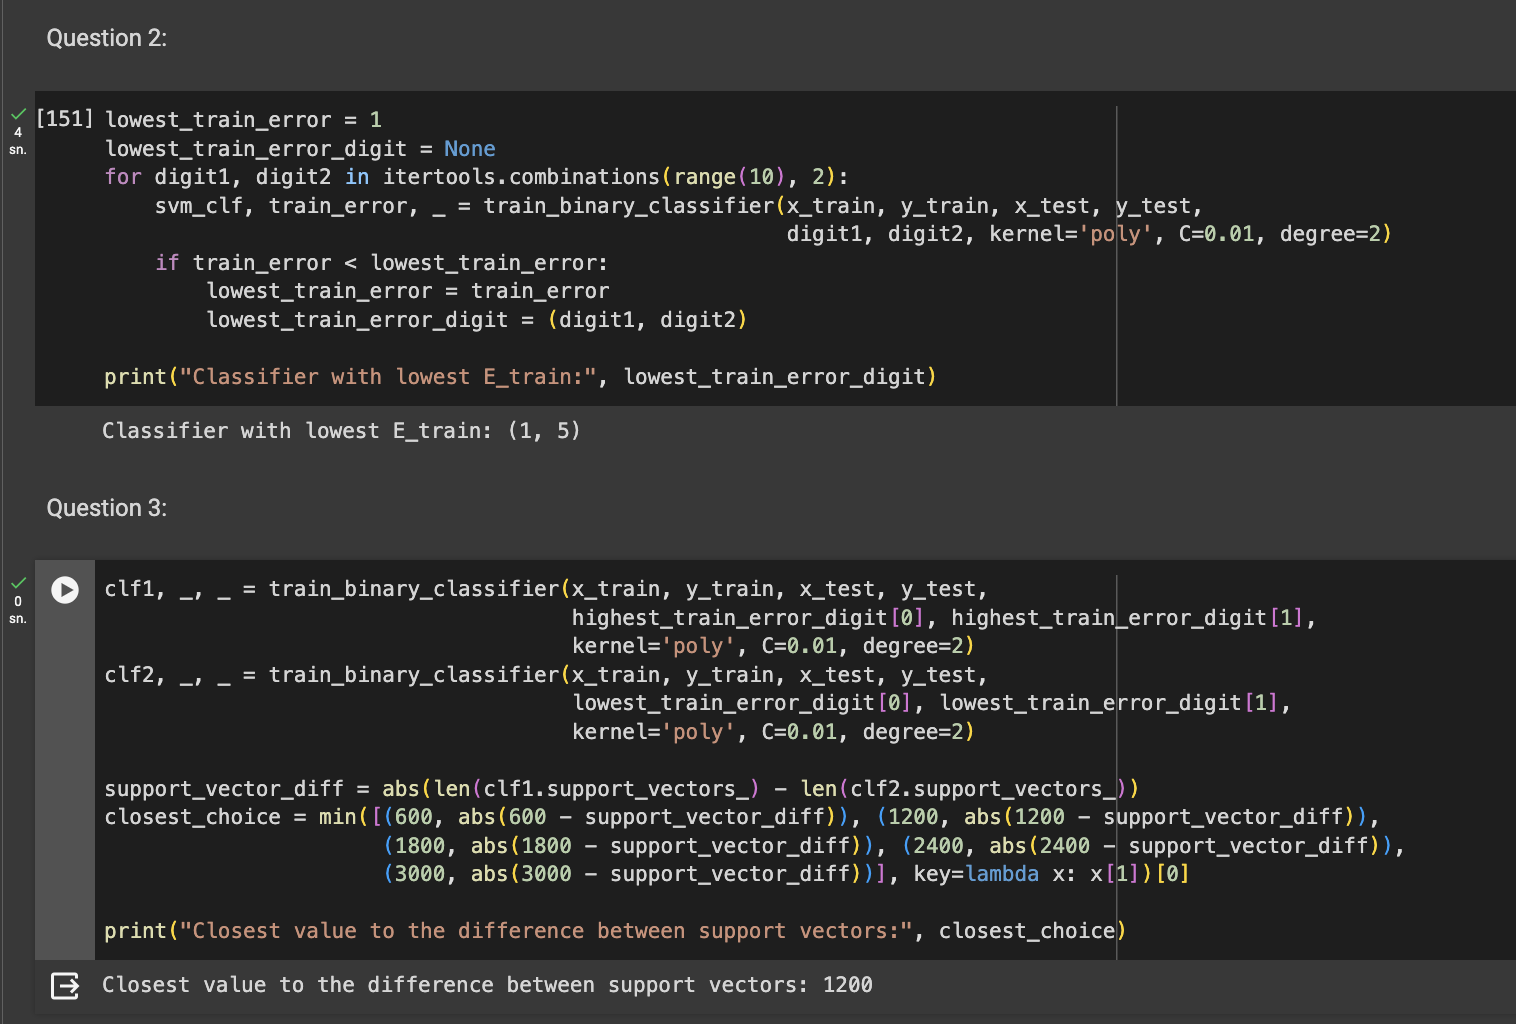 Question 2:
4
sn.
[151] lowest_train_error = 1
lowest_train_error_digit = None
for digit1, digit2 in itertools.combinations(range(10), 2):
    svm_clf, train_error, _ = train_binary_classifier(x_train, y_train, x_test, y_test,
                                                      digit1, digit2, kernel='poly', C=0.01, degree=2)
    if train_error < lowest_train_error:
        lowest_train_error = train_error
        lowest_train_error_digit = (digit1, digit2)
print("Classifier with lowest E_train:", lowest_train_error_digit)
Classifier with lowest E_train: (1, 5)
Question 3:
0
sn.
clf1, _, _ = train_binary_classifier(x_train, y_train, x_test, y_test,
                                     highest_train_error_digit[0], highest_train_error_digit[1],
                                     kernel='poly', C=0.01, degree=2)
clf2, _, _ = train_binary_classifier(x_train, y_train, x_test, y_test,
                                     lowest_train_error_digit[0], lowest_train_error_digit[1],
                                     kernel='poly', C=0.01, degree=2)
support_vector_diff = abs(len(clf1.support_vectors_) - len(clf2.support_vectors_))
closest_choice = min([(600, abs(600 - support_vector_diff)), (1200, abs(1200 - support_vector_diff)),
                      (1800, abs(1800 - support_vector_diff)), (2400, abs(2400 - support_vector_diff)),
                      (3000, abs(3000 - support_vector_diff))], key=lambda x: x[1])[0]
print("Closest value to the difference between support vectors:", closest_choice)
Closest value to the difference between support vectors: 1200